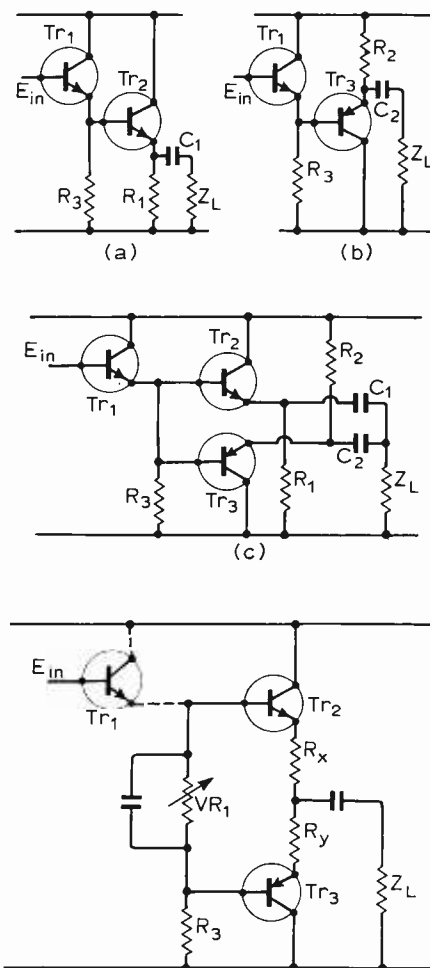 Tr1
Tr2
Ein
C1
R3
R1
ZL
(a)
Tr1
R2
Tr3
Ein
C2
R3
ZL
(b)
Ein
Tr1
Tr2
R2
C1
C2
R3
Tr3
R1
ZL
(c)
Ein
Tr1
Tr2
Rx
VR1
Ry
R3
Tr3
ZL